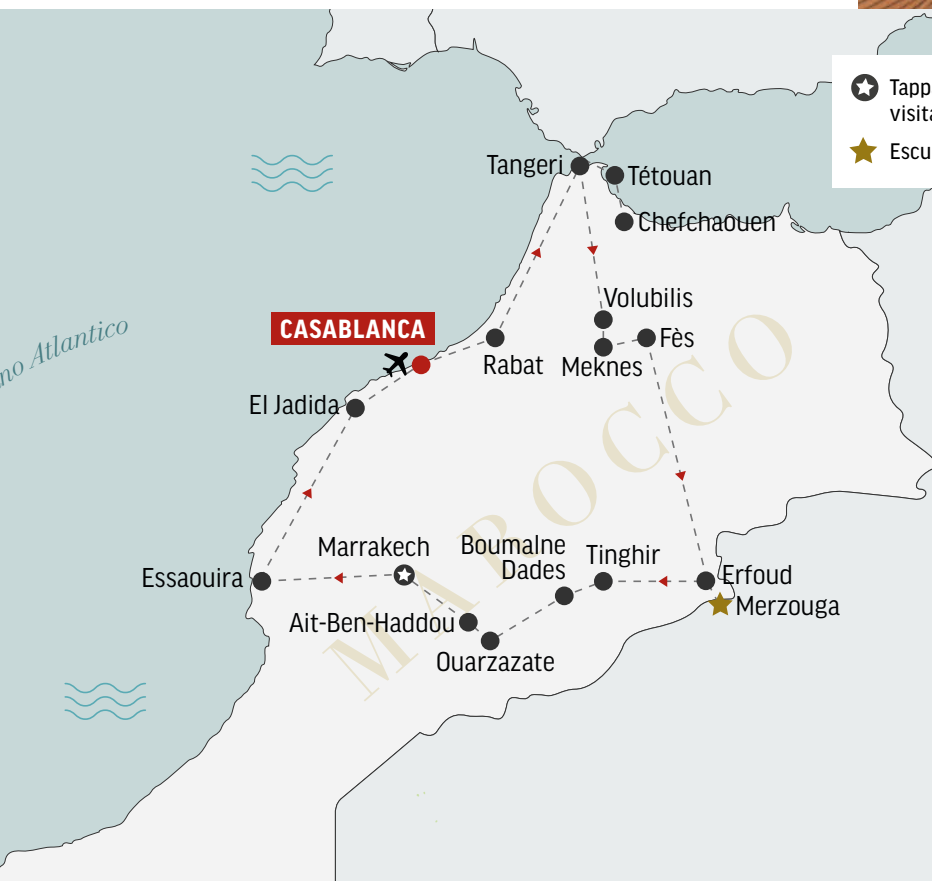 Tapp
visita
Escu
Tangeri
Tétouan
Chefchaouen
Volubilis
Fès
CASABLANCA
Rabat
Meknes
no Atlantico
El Jadida
MAROCCO
Marrakech
Boumalne
Dades
Tinghir
Essaouira
Erfoud
Merzouga
Ait-Ben-Haddou
Ouarzazate